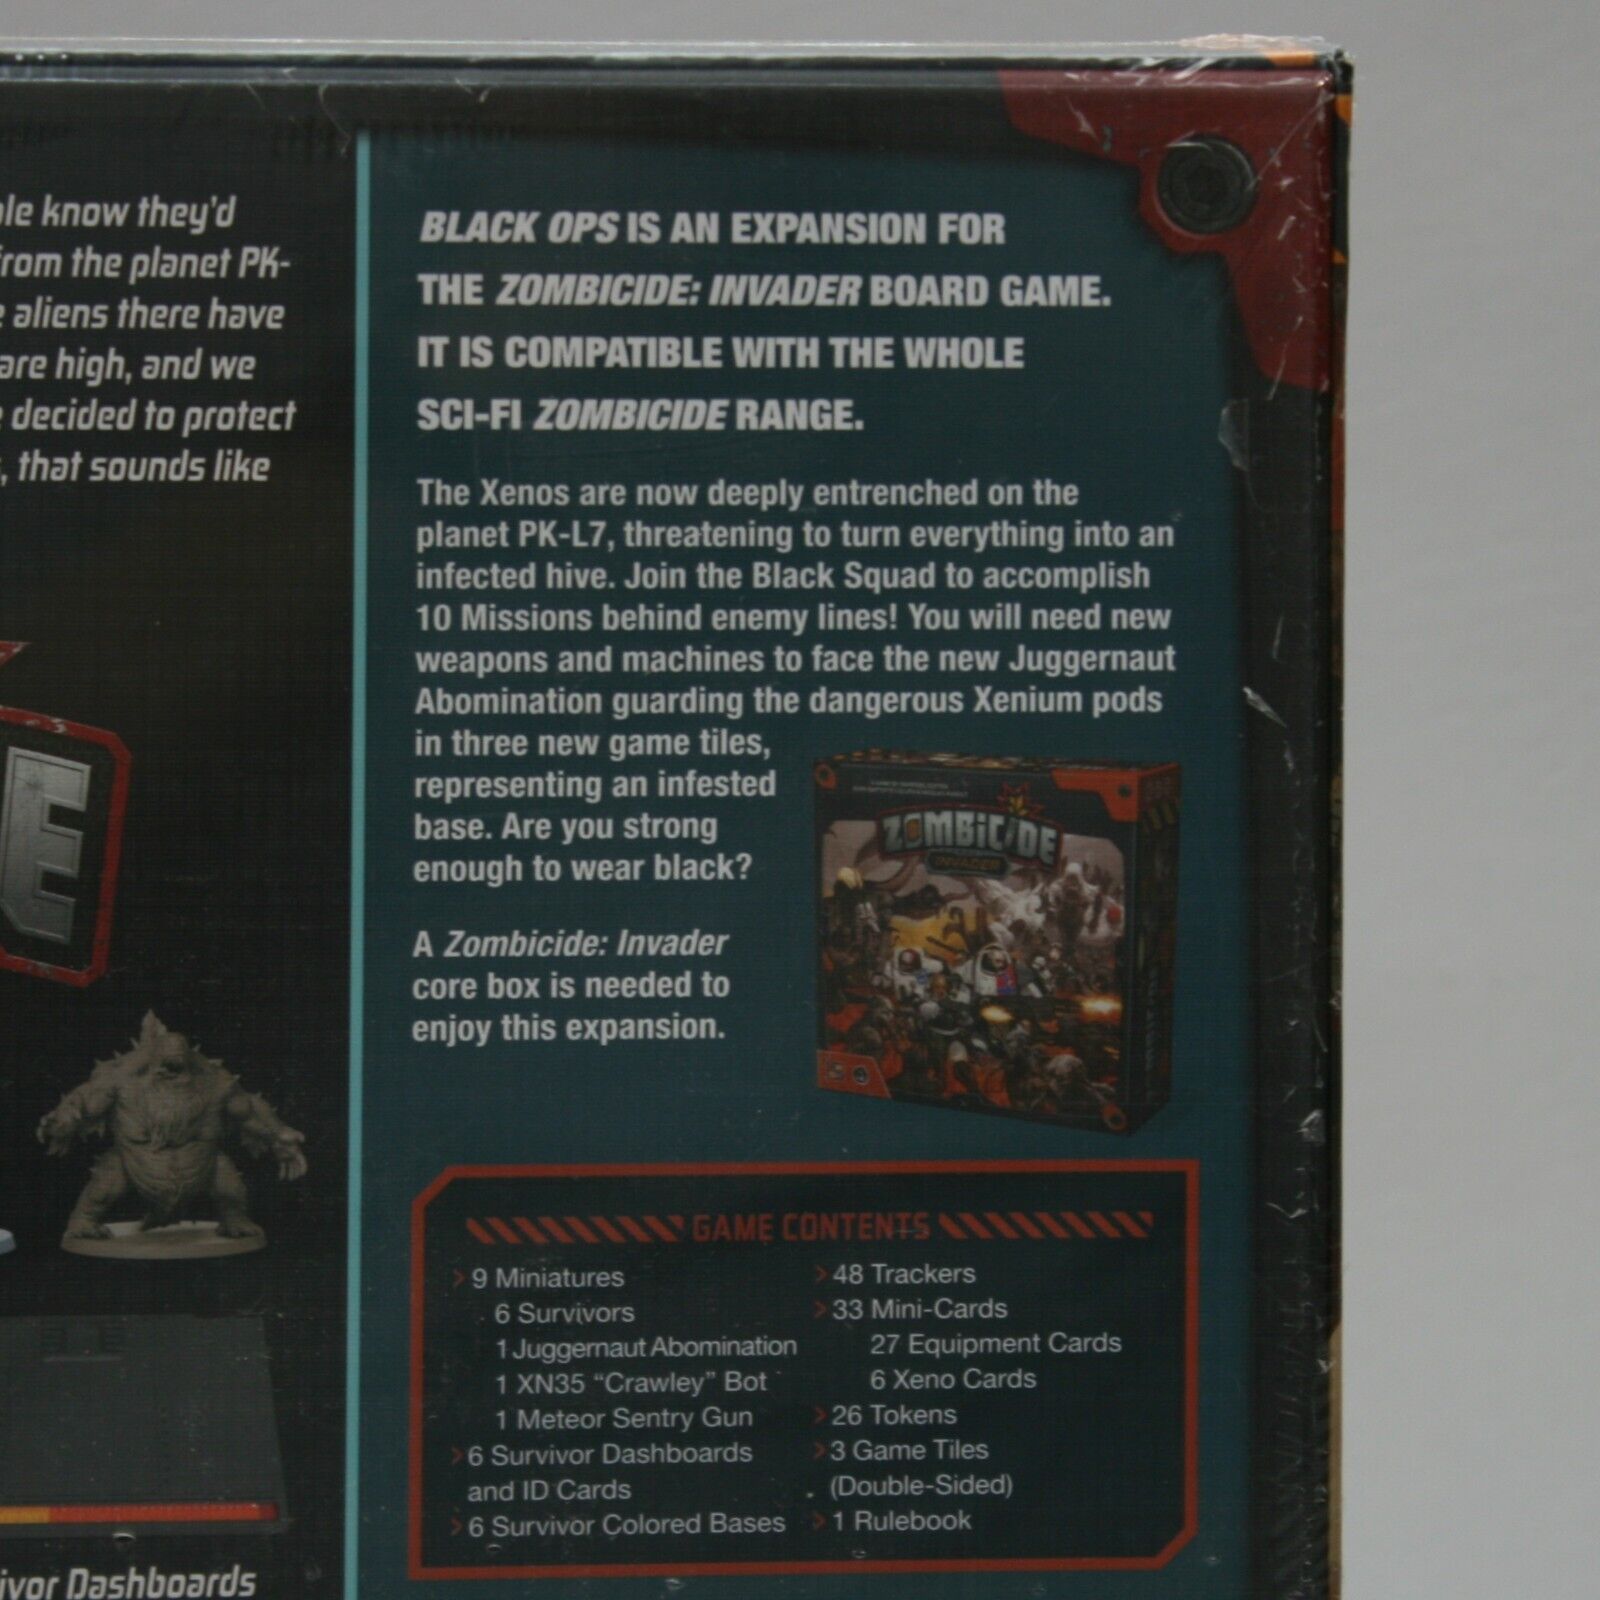 le know they'd
from the planet PK-
e aliens there have
are high, and we
e decided to protect
, that sounds like
E
ivor Dashboards
BLACK OPS IS AN EXPANSION FOR
THE ZOMBICIDE: INVADER BOARD GAME.
IT IS COMPATIBLE WITH THE WHOLE
SCI-FI ZOMBICIDE RANGE.
The Xenos are now deeply entrenched on the
planet PK-L7, threatening to turn everything into an
infected hive. Join the Black Squad to accomplish
10 Missions behind enemy lines! You will need new
weapons and machines to face the new Juggernaut
Abomination guarding the dangerous Xenium pods
in three new game tiles,
representing an infested
base. Are you strong
enough to wear black?
A Zombicide: Invader
core box is needed to
enjoy this expansion.
ZOMBICIDE
INVADER
GAME CONTENTS
> 9 Miniatures
6 Survivors
1 Juggernaut Abomination
1 XN35 “Crawley” Bot
1 Meteor Sentry Gun
> 6 Survivor Dashboards
and ID Cards
> 6 Survivor Colored Bases
> 48 Trackers
> 33 Mini-Cards
27 Equipment Cards
6 Xeno Cards
> 26 Tokens
> 3 Game Tiles
(Double-Sided)
> 1 Rulebook